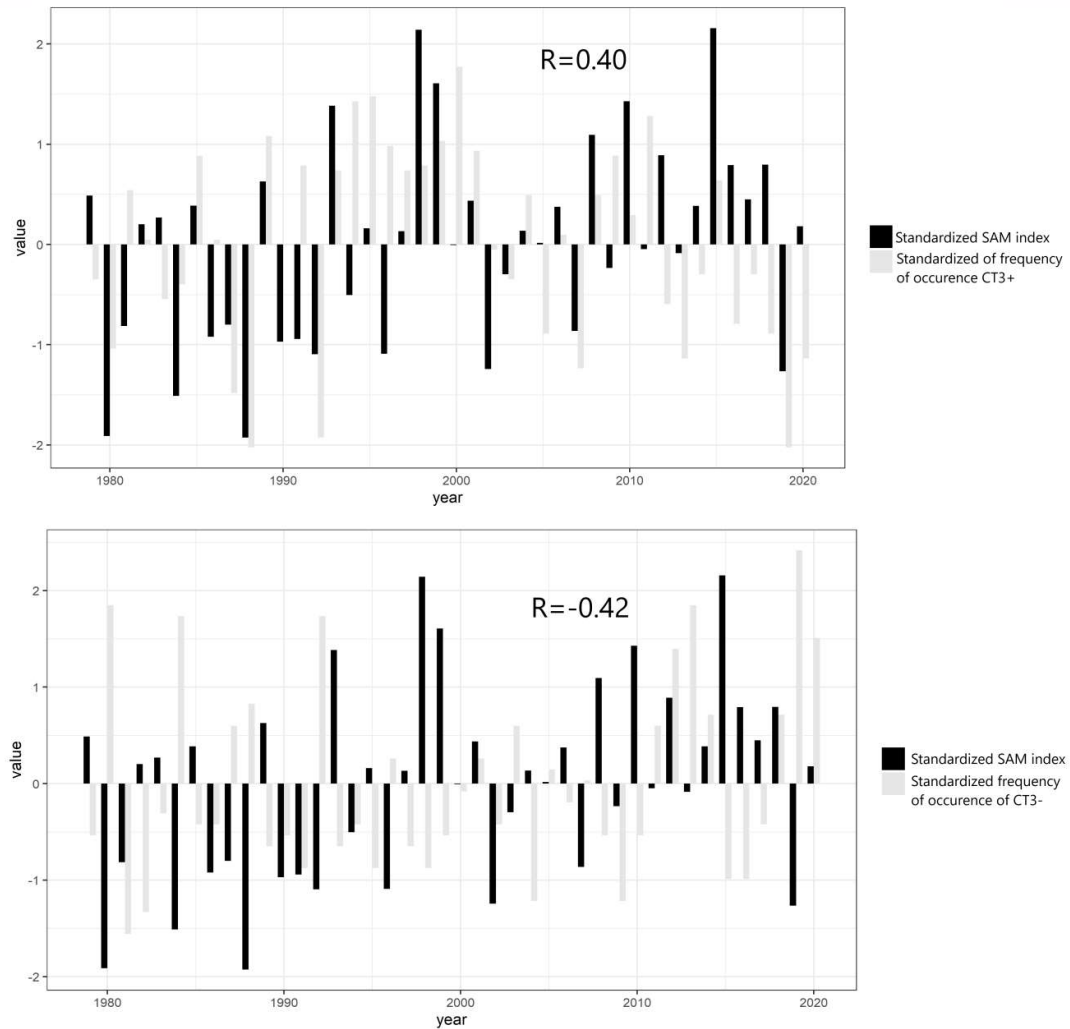 R=0.40
2
1
0
-1
-2
value
1980 1990 2000 2010 2020
year
Standardized SAM index
Standardized of frequency
of occurence CT3+
R=-0.42
2
1
0
-1
-2
value
1980 1990 2000 2010 2020
year
Standardized SAM index
Standardized frequency
of occurence of CT3-